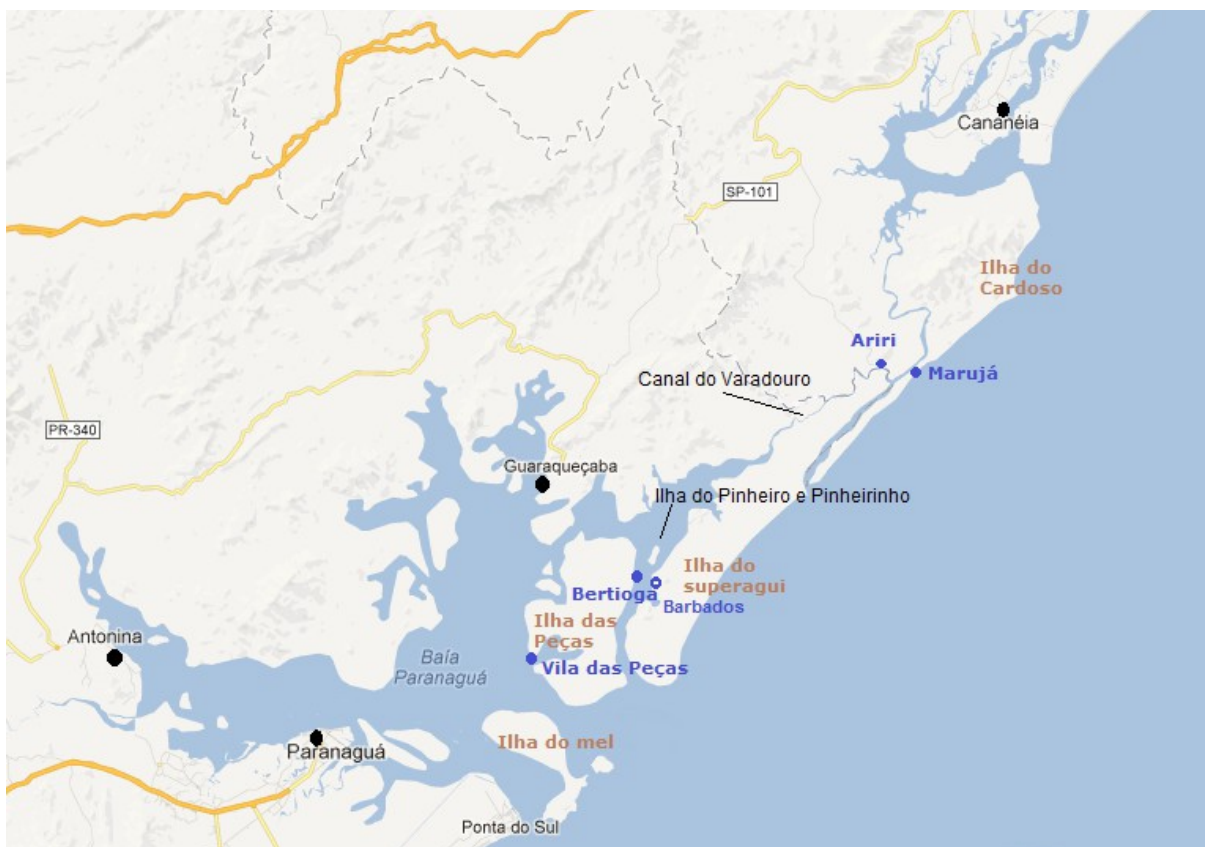 Cananéia
SP-101
Ilha do
Cardoso
Ariri
Marujá
Canal do Varadouro
PR-340
Guaraqueçaba
Ilha do Pinheiro e Pinheirinho
Ilha do
superagui
Bertioga
Barbados
Ilha das
Peças
Antonina
Baía
Paranaguá
Vila das Peças
Ilha do mel
Paranaguá
Ponta do Sul